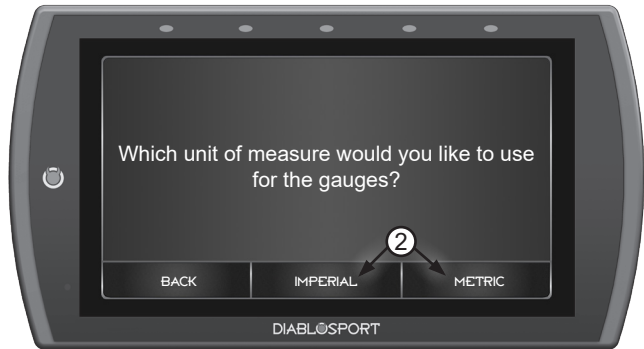 Which unit of measure would you like to use
for the gauges?
2
BACK IMPERIAL METRIC
DIABLOSPORT